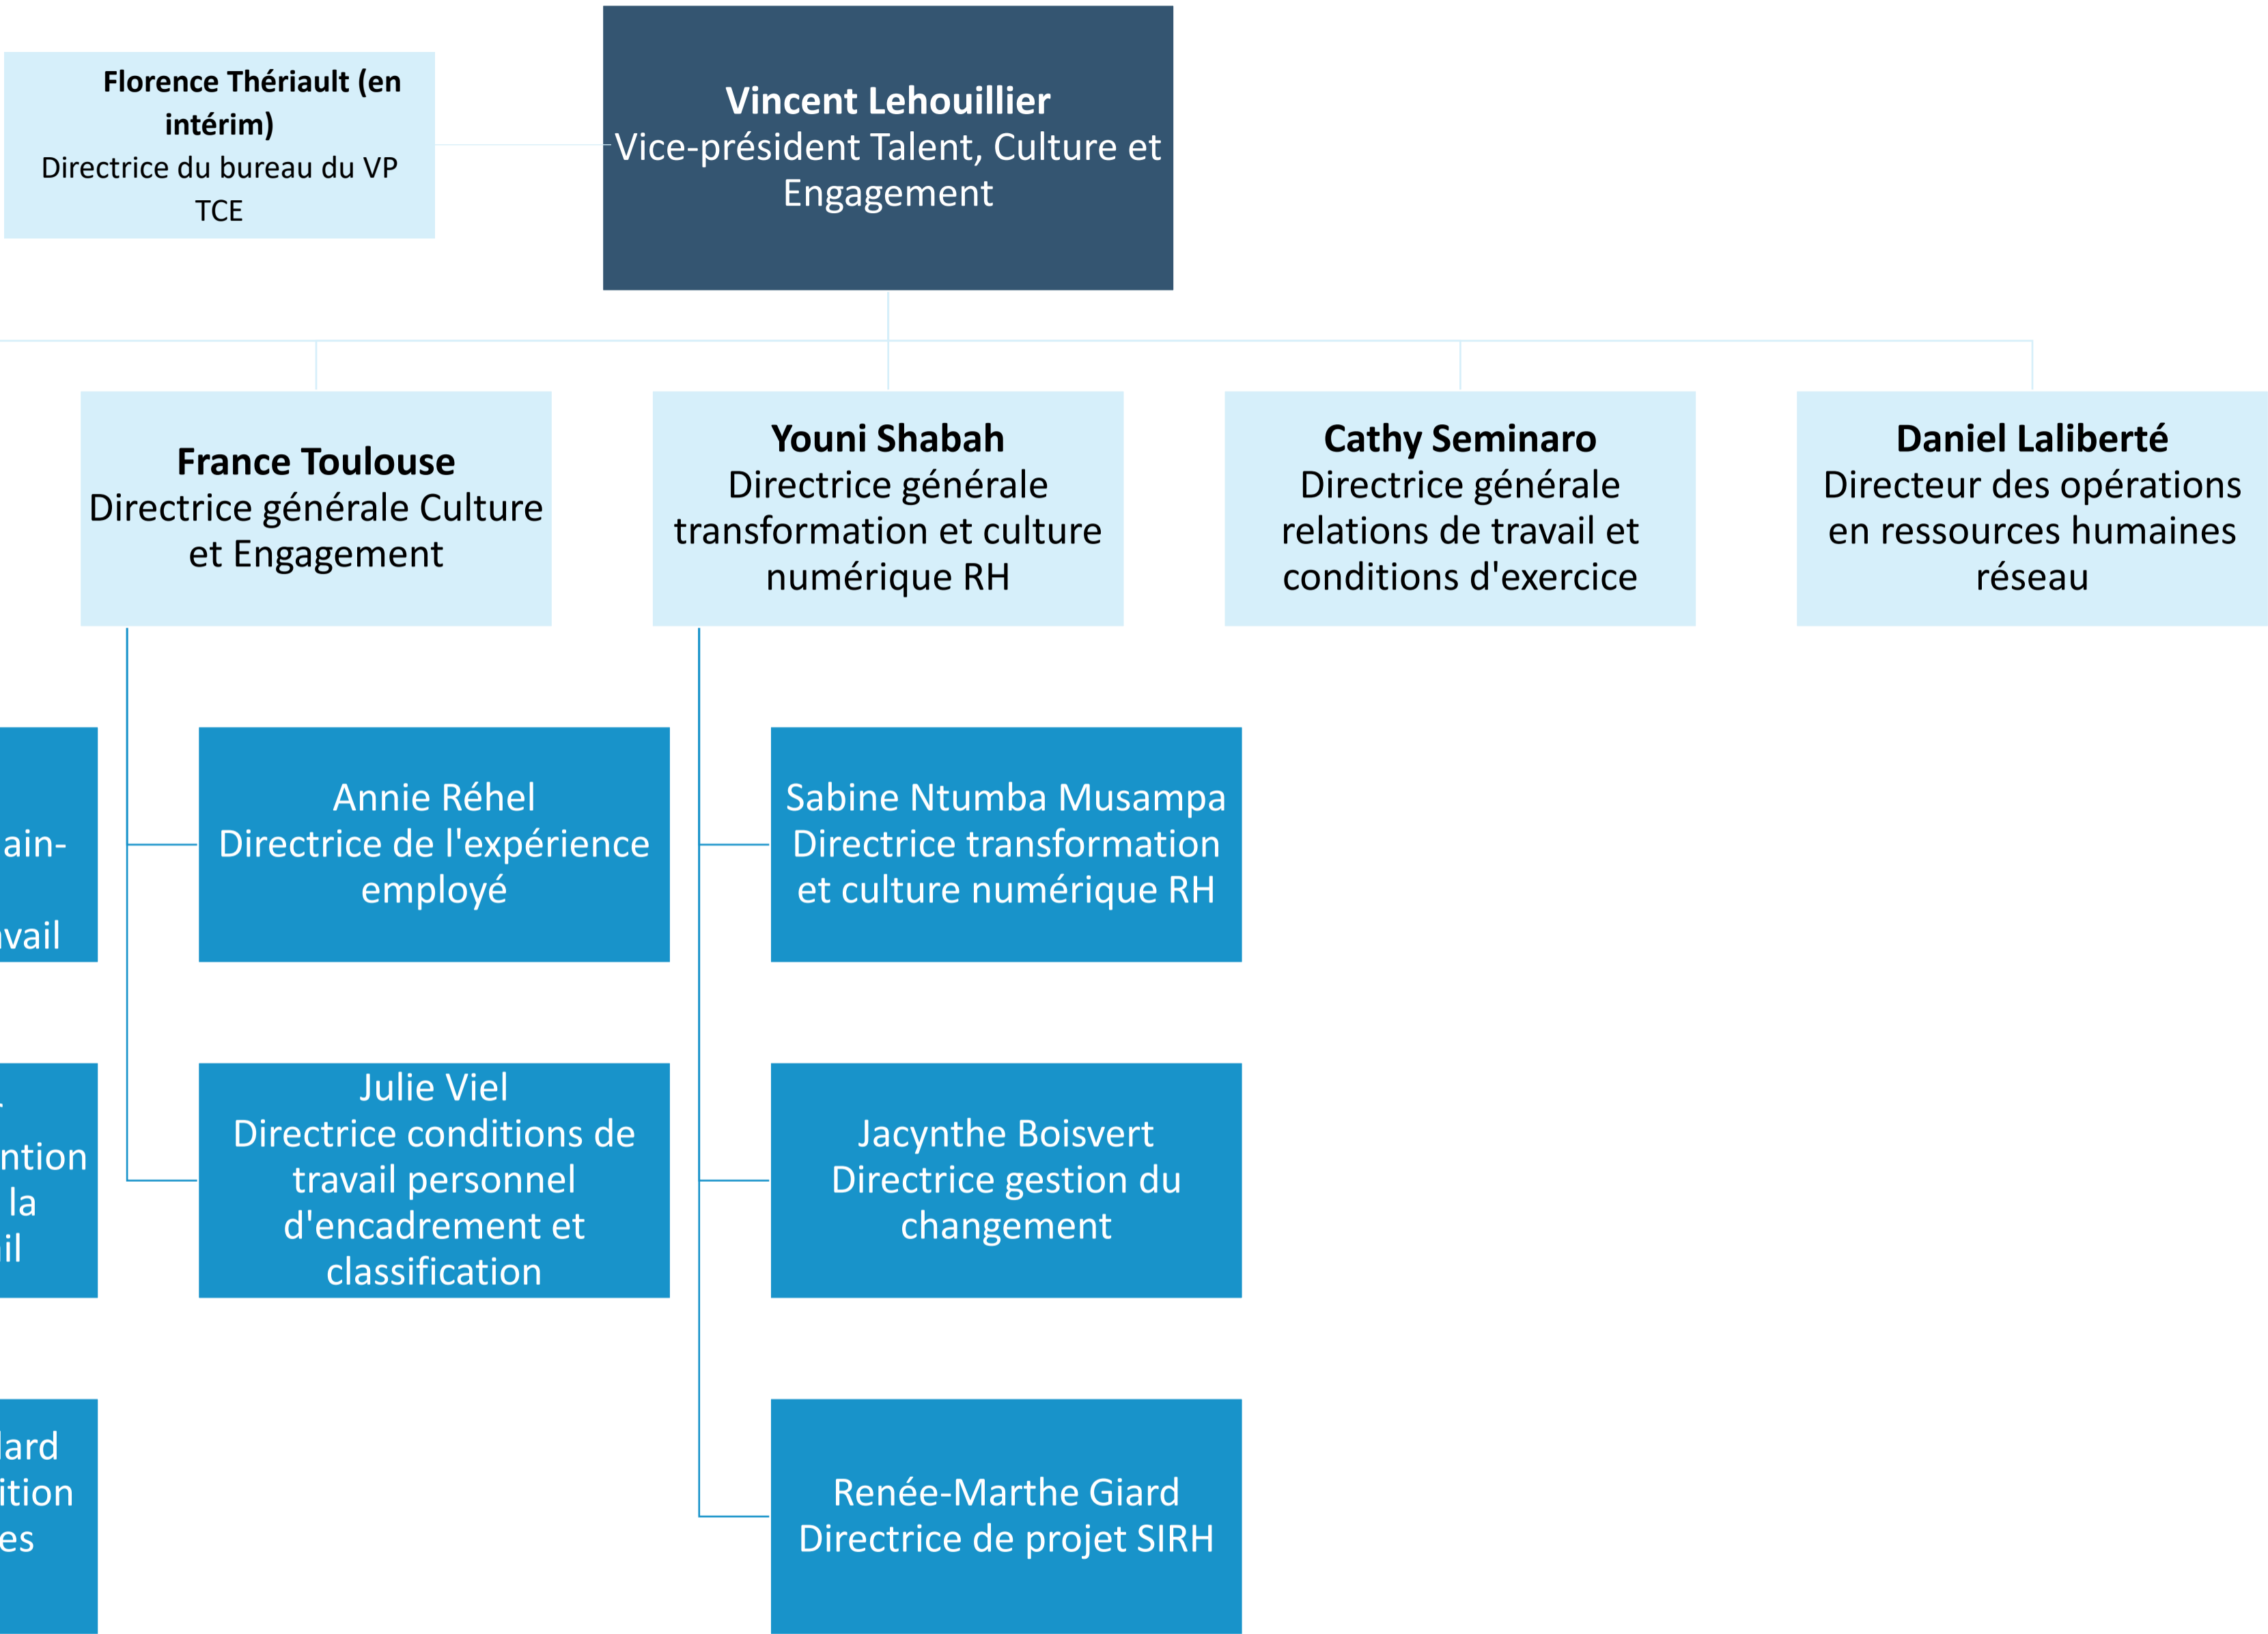 Florence Thériault (en
intérim)
Directrice du bureau du VP
TCE
Vincent Lehouillier
Vice-président Talent, Culture et
Engagement
France Toulouse
Directrice générale Culture
et Engagement
Youni Shabah
Directrice générale
transformation et culture
numérique RH
Cathy Seminaro
Directrice générale
relations de travail et
conditions d'exercice
Daniel Laliberté
Directeur des opérations
en ressources humaines
réseau
Annie Réhel
Directrice de l'expérience
employé
Sabine Ntumba Musampa
Directrice transformation
et culture numérique RH
Julie Viel
Directrice conditions de
travail personnel
d'encadrement et
classification
Jacynthe Boisvert
Directrice gestion du
changement
la
Renée-Marthe Giard
Directrice de projet SIRH